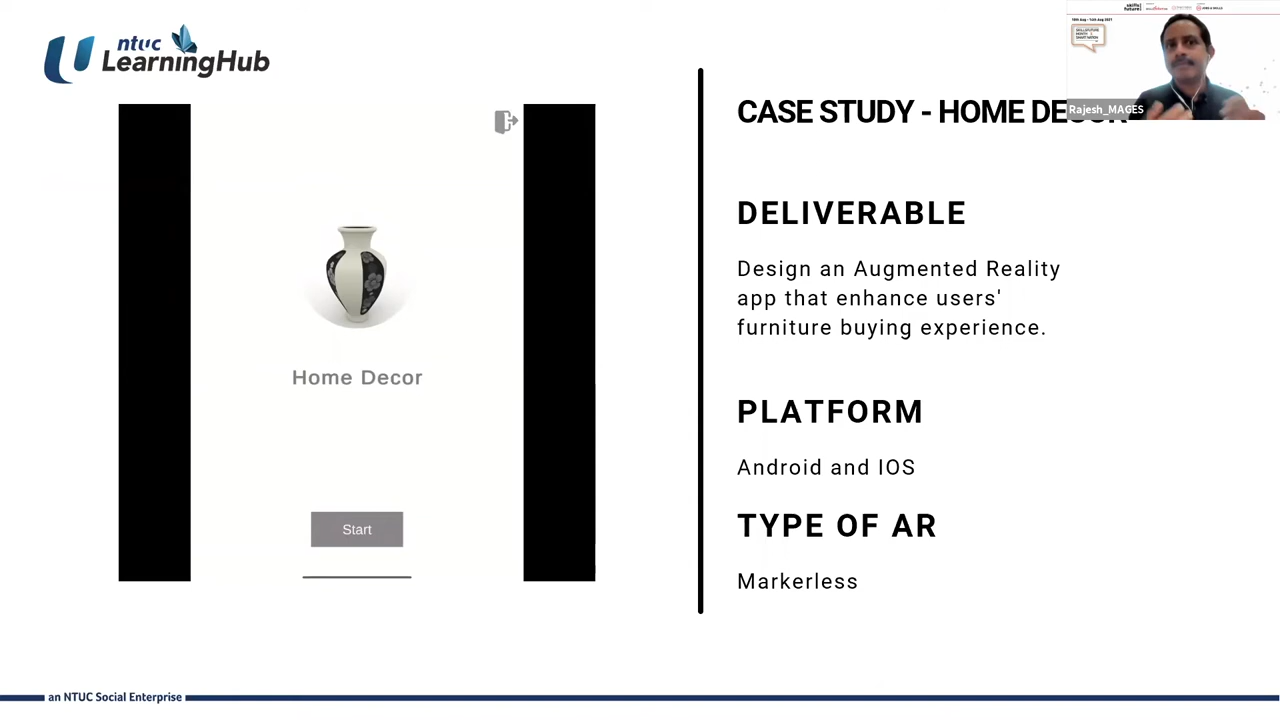 ntuc
LearningHub
Home Decor
Start
CASE STUDY - HOME DECOR
DELIVERABLE
Design an Augmented Reality
app that enhance users'
furniture buying experience.
PLATFORM
Android and IOS
TYPE OF AR
Markerless
Rajesh_MAGES
an NTUC Social Enterprise